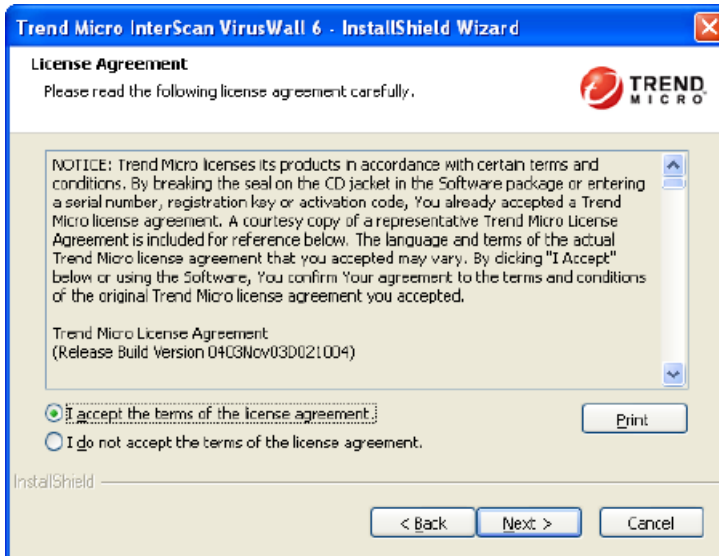 Trend Micro InterScan VirusWall 6 - InstallShield Wizard
License Agreement
Please read the following license agreement carefully.
TREND
MICRO
NOTICE: Trend Micro licenses its products in accordance with certain terms and
conditions. By breaking the seal on the CD jacket in the Software package or entering
a serial number, registration key or activation code, You already accepted a Trend
Micro license agreement. A courtesy copy of a representative Trend Micro License
Agreement is included for reference below. The language and terms of the actual
Trend Micro license agreement that you accepted may vary. By clicking "I Accept"
below or using the Software, You confirm Your agreement to the terms and conditions
of the original Trend Micro license agreement you accepted.
Trend Micro License Agreement
(Release Build Version 0403Nov03D021004)
I accept the terms of the license agreement.
Print
I do not accept the terms of the license agreement.
InstallShield
< Back
Next >
Cancel